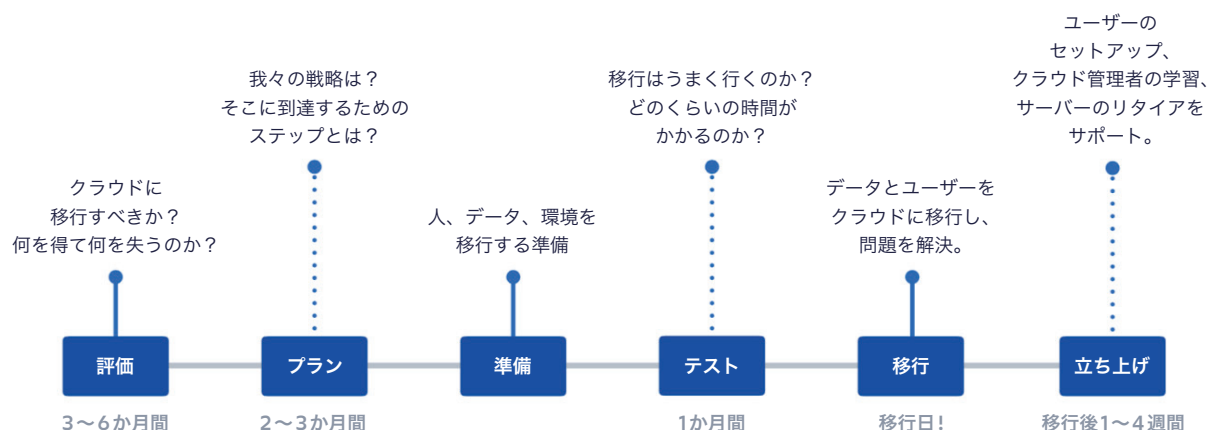 クラウドに
移行すべきか？
何を得て何を失うのか？
評価
3〜6か月間
我々の戦略は？
そこに到達するための
ステップとは？
プラン
2〜3か月間
人、データ、環境を
移行する準備
準備
移行はうまく行くのか？
どのくらいの時間が
かかるのか？
テスト
1か月間
データとユーザーを
クラウドに移行し、
問題を解決。
移行
移行日！
ユーザーの
セットアップ、
クラウド管理者の学習、
サーバーのリタイアを
サポート。
立ち上げ
移行後1〜4週間